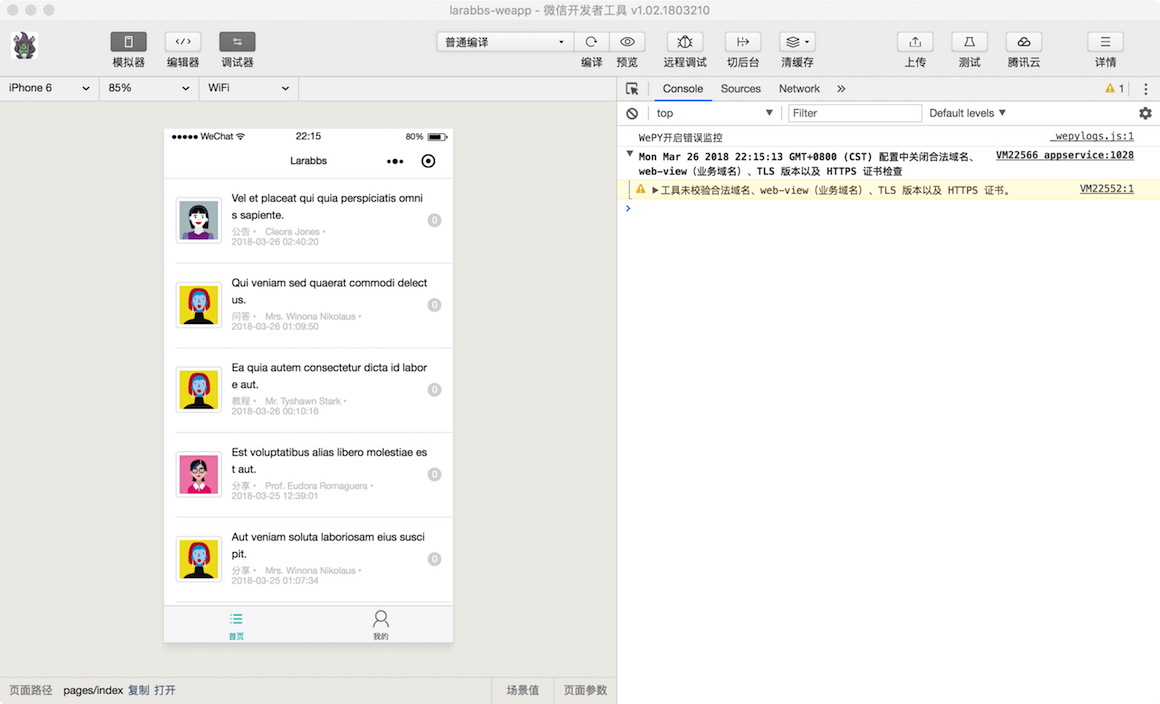 larabbs-weapp - 微信开发者工具 v1.02.1803210
模拟器 编辑器 调试器 普通编译 编译 预览 远程调试 切后台 清缓存 上传 测试 腾讯云 详情
iPhone 6 85% WiFi
Console Sources Network » 1
top Filter Default levels
WeChat 22:15 80%
Larabbs
Vel et placeat qui quia perspiciatis omni
s sapiente.
0
公告 • Cleora Jones •
2018-03-26 02:40:20
Qui veniam sed quaerat commodi delect
us.
0
问答 • Mrs. Winona Nikolaus •
2018-03-26 01:09:50
Ea quia autem consectetur dicta id labor
e aut.
0
教程 • Mr. Tyshawn Stark •
2018-03-26 00:10:16
Est voluptatibus alias libero molestiae es
t aut.
0
分享 • Prof. Eudora Romaguera •
2018-03-25 12:39:01
Aut veniam soluta laboriosam eius susci
pit.
0
分享 • Mrs. Winona Nikolaus •
2018-03-25 01:07:34
首页 我的
WePY开启错误监控 _wepylogs.js:1
Mon Mar 26 2018 22:15:13 GMT+0800 (CST) 配置中关闭合法域名、 VM22566 appservice:1028
web-view（业务域名）、TLS 版本以及 HTTPS 证书检查
工具未校验合法域名、web-view（业务域名）、TLS 版本以及 HTTPS 证书。 VM22552:1
页面路径 pages/index 复制 打开 场景值 页面参数